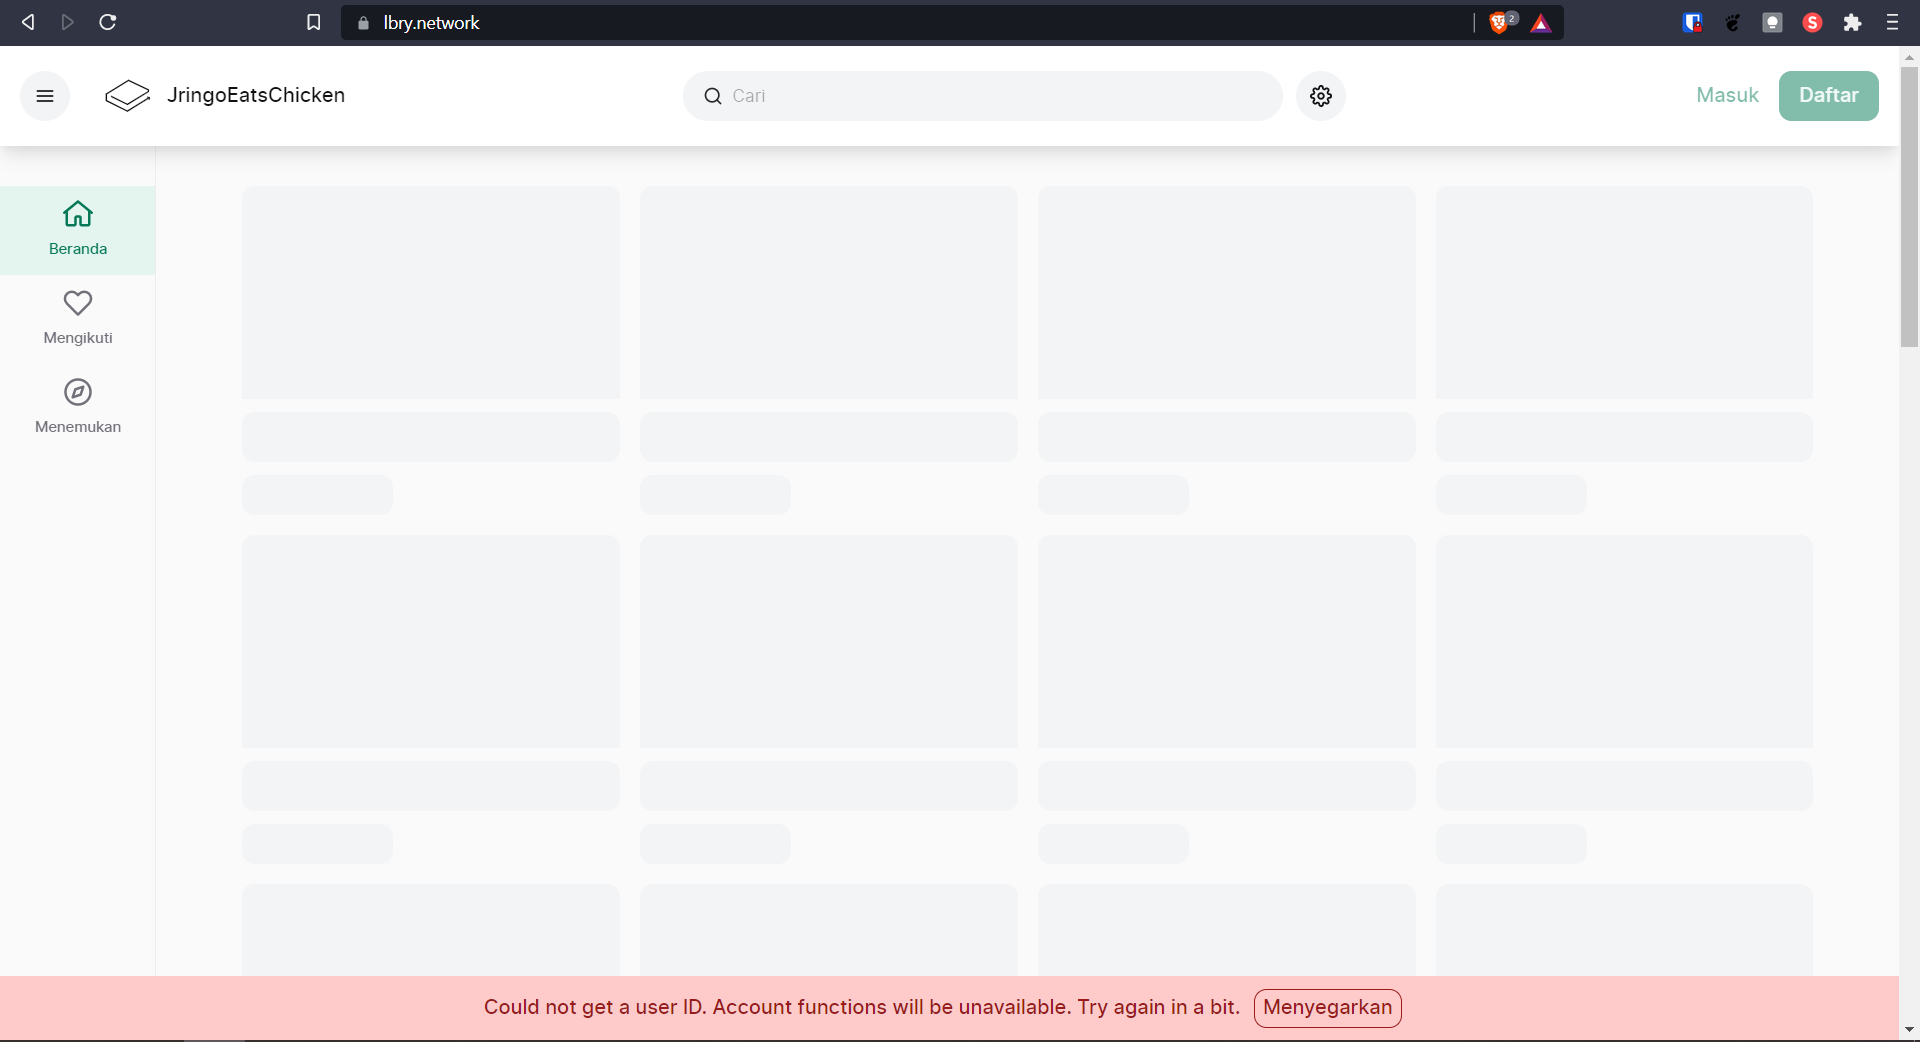 lbry.network
2
S
JringoEatsChicken
Cari
Masuk
Daftar
Beranda
Mengikuti
Menemukan
Could not get a user ID. Account functions will be unavailable. Try again in a bit. Menyegarkan